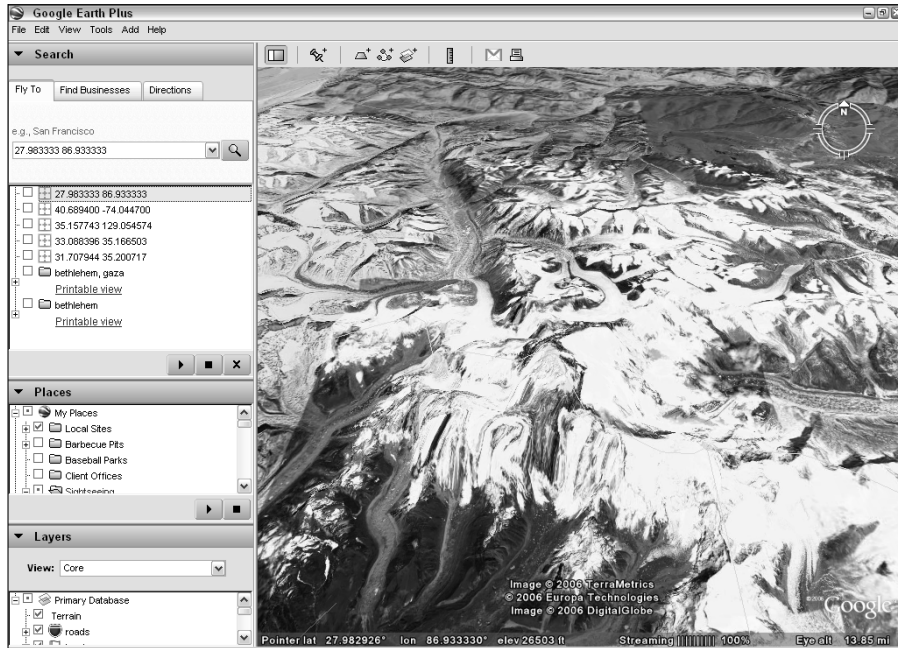 Google Earth Plus
File Edit View Tools Add Help
Search
Fly To Find Businesses Directions
e.g., San Francisco
27.983333 86.933333
27.983333 86.933333
40.689400 -74.044700
35.157743 129.054574
33.088396 35.166503
31.707944 35.200717
bethlehem, gaza
Printable view
bethlehem
Printable view
Places
My Places
Local Sites
Barbecue Pits
Baseball Parks
Client Offices
Sightseeing
Layers
View: Core
Primary Database
Terrain
roads
N
Image © 2006 TerraMetrics
© 2006 Europa Technologies
Image © 2006 DigitalGlobe
©2006 Google
Pointer lat 27.982926° lon 86.933330° elev 26503 ft Streaming |||||||||| 100% Eye alt 13.85 mi